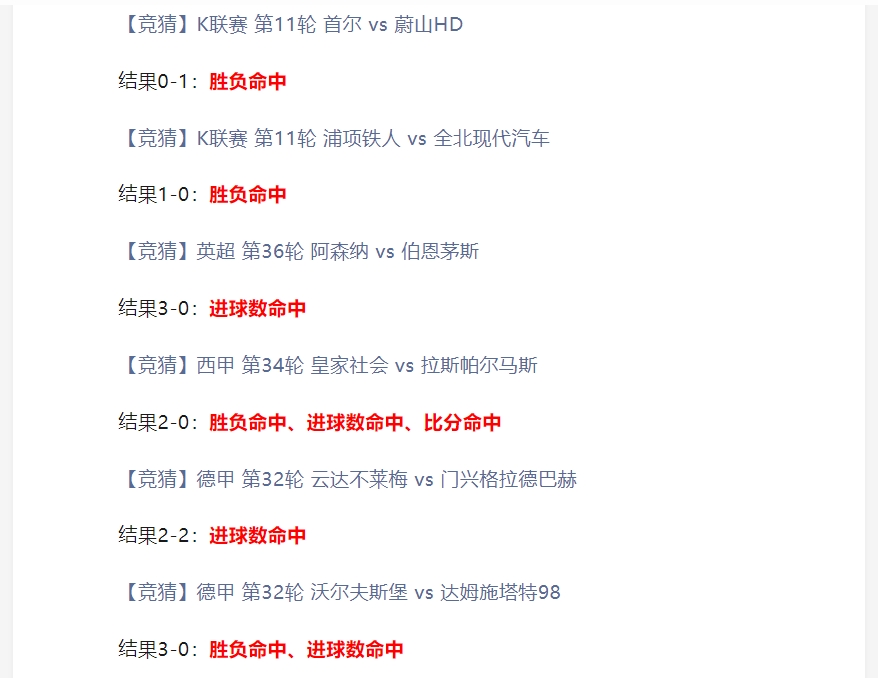 【竞猜】K联赛 第11轮 首尔 vs 蔚山HD
结果0-1：胜负命中
【竞猜】K联赛 第11轮 浦项铁人 vs 全北现代汽车
结果1-0：胜负命中
【竞猜】英超 第36轮 阿森纳 vs 伯恩茅斯
结果3-0：进球数命中
【竞猜】西甲 第34轮 皇家社会 vs 拉斯帕尔马斯
结果2-0：胜负命中、进球数命中、比分命中
【竞猜】德甲 第32轮 云达不莱梅 vs 门兴格拉德巴赫
结果2-2：进球数命中
【竞猜】德甲 第32轮 沃尔夫斯堡 vs 达姆施塔特98
结果3-0：胜负命中、进球数命中